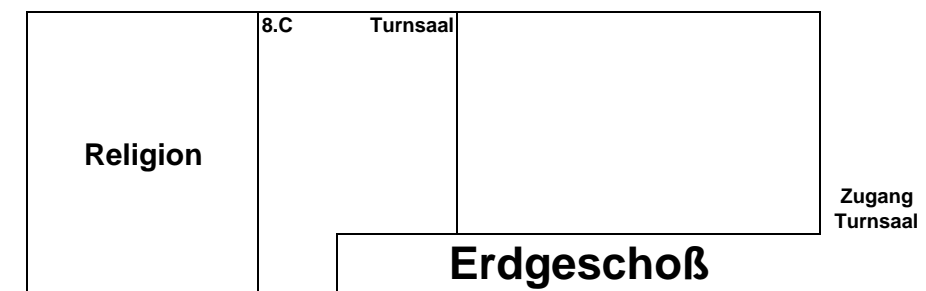 8.C Turnsaal
Religion
Zugang
Turnsaal
Erdgeschoß